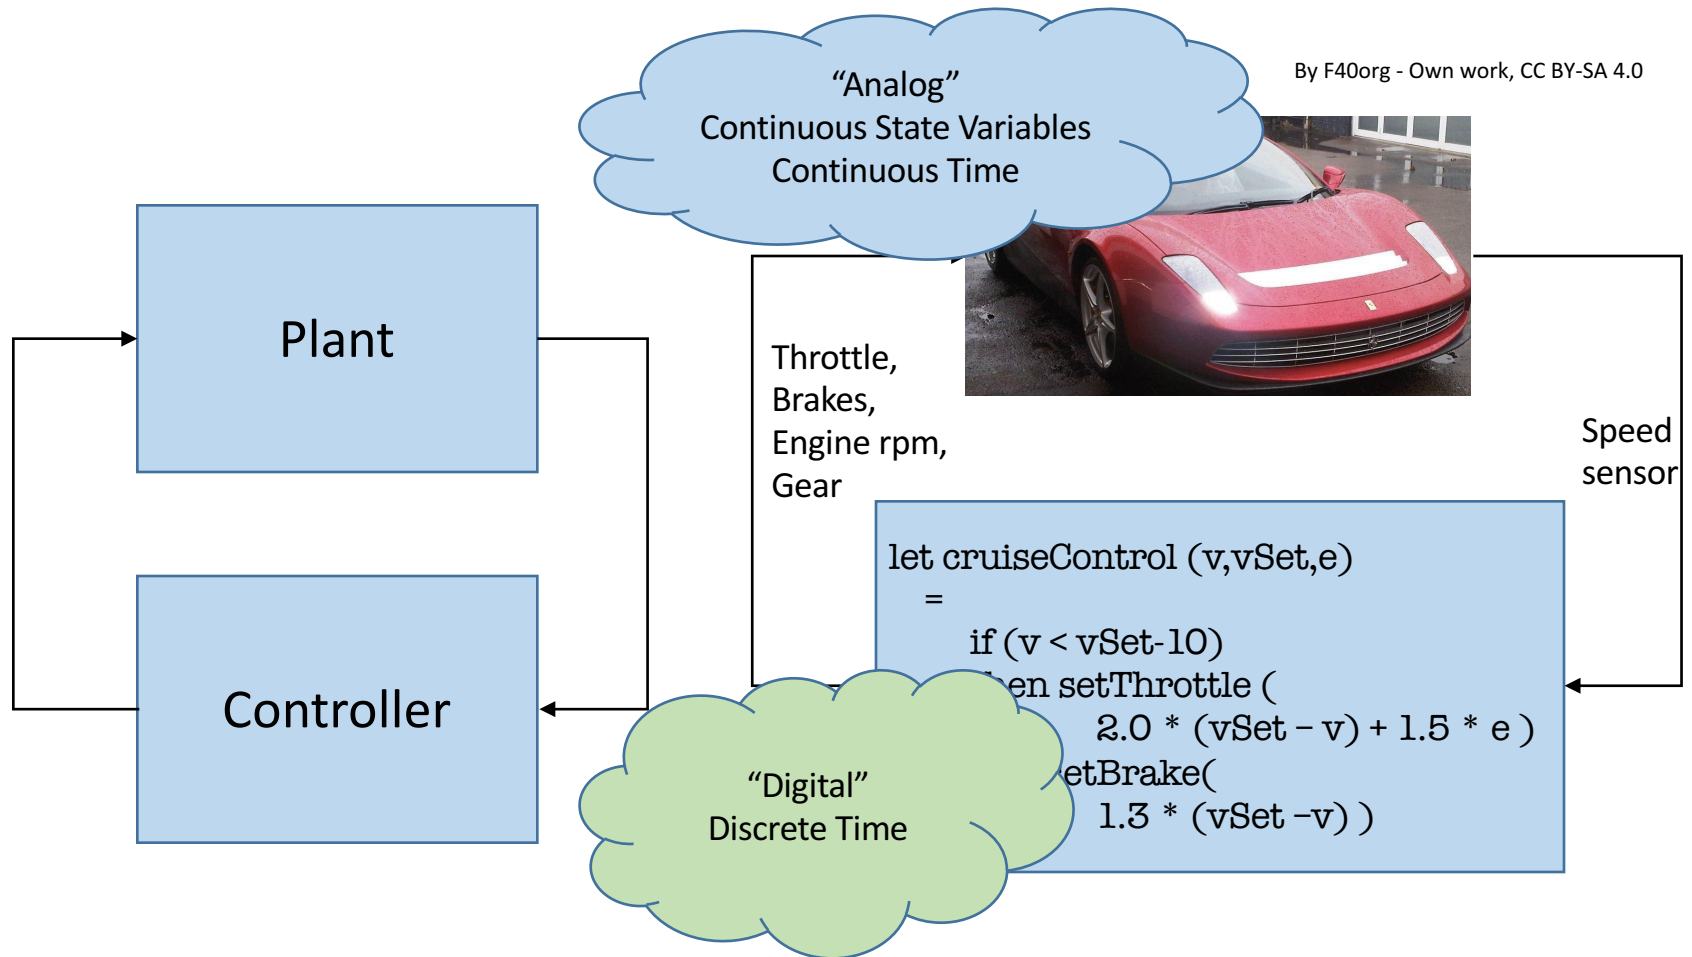 By F40org - Own work, CC BY-SA 4.0
“Analog”
Continuous State Variables
Continuous Time
Plant
Controller
Throttle,
Brakes,
Engine rpm,
Gear
Speed
sensor
let cruiseControl (v,vSet,e)
=
if (v < vSet-10)
setThrottle (
2.0 * (vSet – v) + 1.5 * e )
setBrake(
1.3 * (vSet –v) )
“Digital”
Discrete Time